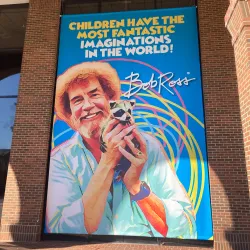 CHILDREN HAVE THE
MOST FANTASTIC
IMAGINATIONS
IN THE WORLD!
Bob Ross